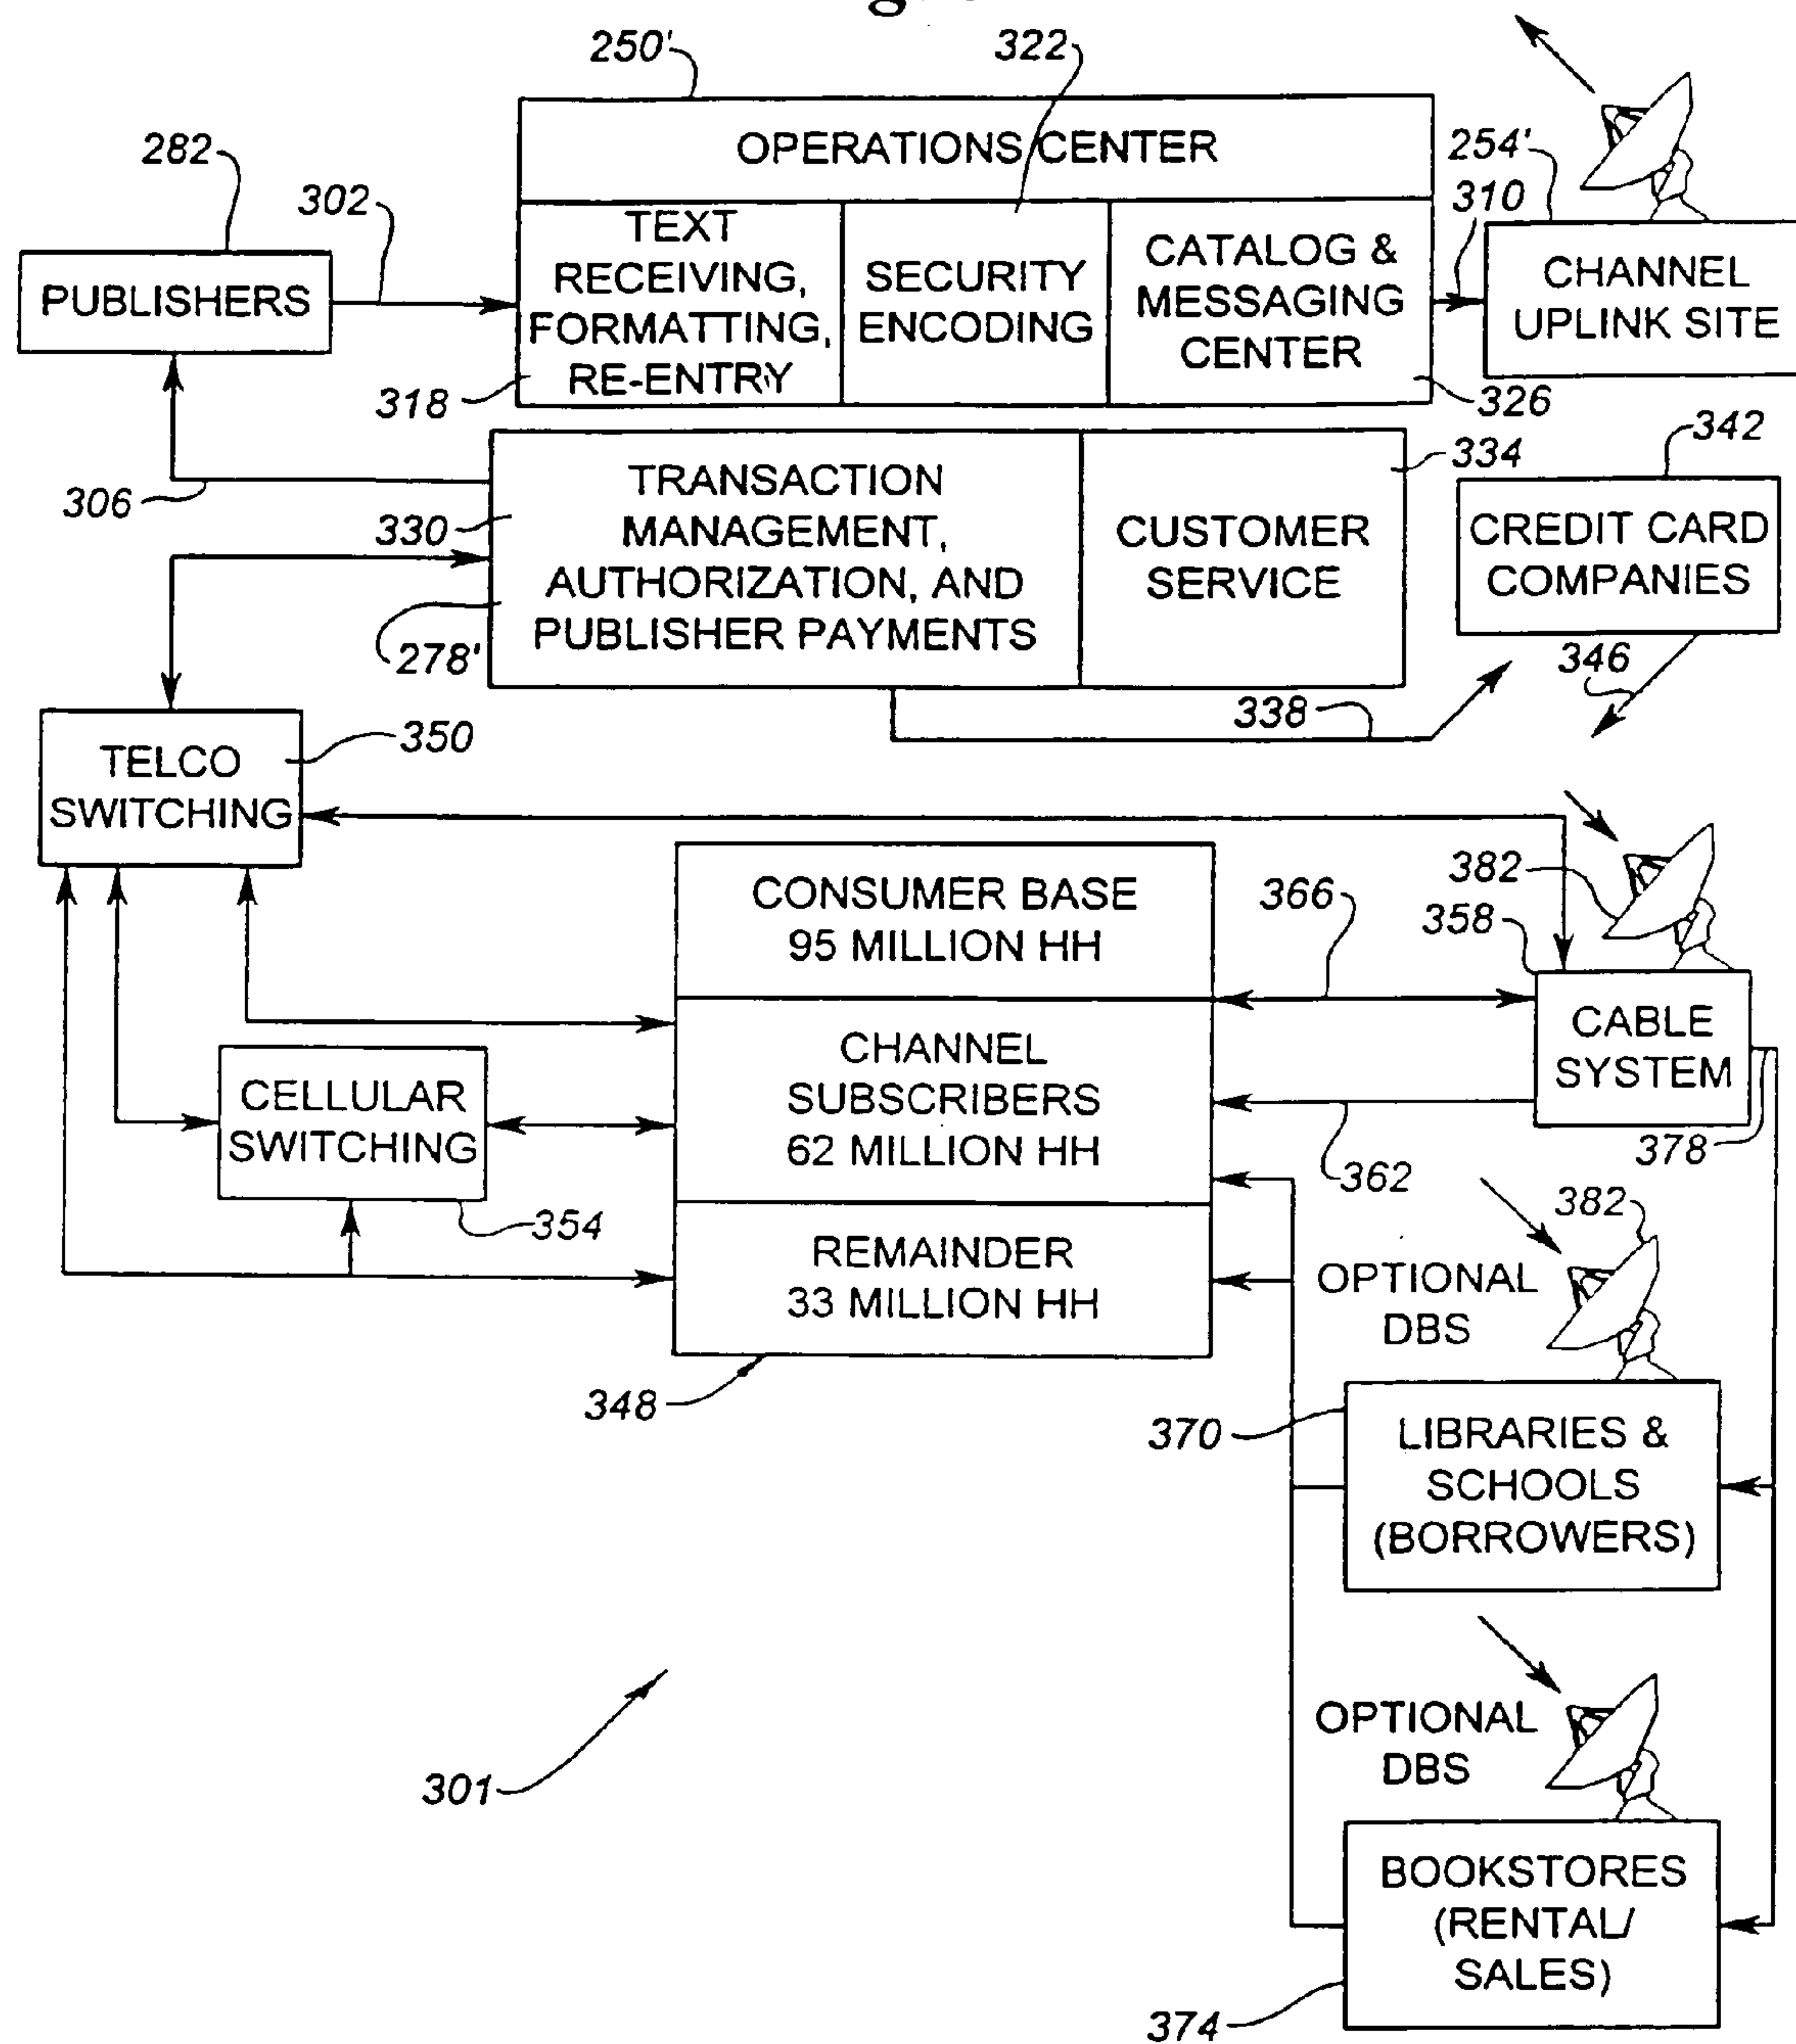 250'
322
OPERATIONS CENTER
282
302
PUBLISHERS
TEXT
RECEIVING,
FORMATTING,
RE-ENTRY
318
SECURITY
ENCODING
CATALOG &
MESSAGING
CENTER
326
254'
310
CHANNEL
UPLINK SITE
306
330
TRANSACTION
MANAGEMENT,
AUTHORIZATION, AND
PUBLISHER PAYMENTS
278'
CUSTOMER
SERVICE
334
342
CREDIT CARD
COMPANIES
346
338
350
TELCO
SWITCHING
CONSUMER BASE
95 MILLION HH
366
382
358
CABLE
SYSTEM
378
CHANNEL
SUBSCRIBERS
62 MILLION HH
362
CELLULAR
SWITCHING
354
REMAINDER
33 MILLION HH
348
382
OPTIONAL
DBS
370
LIBRARIES &
SCHOOLS
(BORROWERS)
301
OPTIONAL
DBS
BOOKSTORES
(RENTAL/
SALES)
374